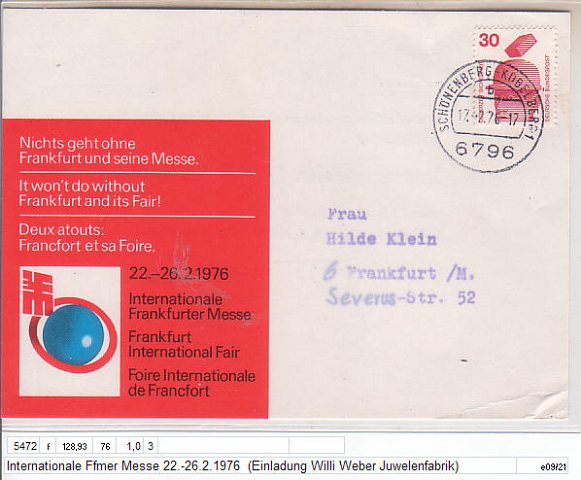 30
DEUTSCHE BUNDESPOST
SCHÖNENBERG-KÜBELBERG 1
b
76-17
6796
Nichts geht ohne
Frankfurt und seine Messe.
It won't do without
Frankfurt and its Fair!
Deux atouts:
Francfort et sa Foire.
22.–26.2.1976
Internationale
Frankfurter Messe
Frankfurt
International Fair
Foire Internationale
de Francfort
Frau
Hilde Klein
6 Frankfurt /M.
Severus-Str. 52
5472 f 128,93 76 1,0 3
Internationale Ffmer Messe 22.-26.2.1976 (Einladung Willi Weber Juwelenfabrik) e09/21